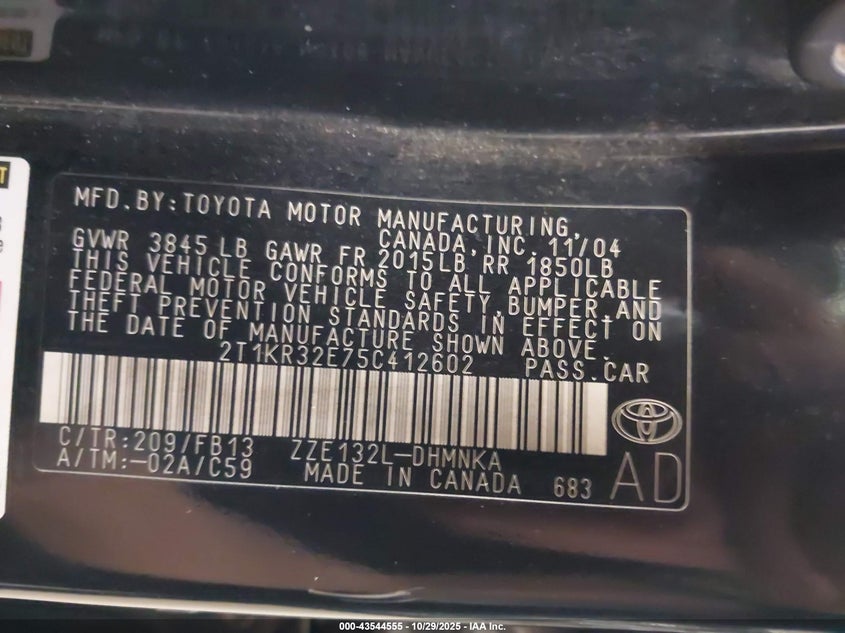 MFD.BY:TOYOTA MOTOR MANUFACTURING,
CANADA,INC. 11/04
GVWR 3845 LB GAWR FR 2015LB RR 1850LB
THIS VEHICLE CONFORMS TO ALL APPLICABLE
FEDERAL MOTOR VEHICLE SAFETY,BUMPER,AND
THEFT PREVENTION STANDARDS IN EFFECT ON
THE DATE OF MANUFACTURE SHOWN ABOVE.
2T1KR32E75C412602 PASS.CAR
C/TR:209/FB13 ZZE132L-DHMNKA
A/TM:-02A/C59 MADE IN CANADA 683 AD
000-43544555 - 10/29/2025 - IAA Inc.